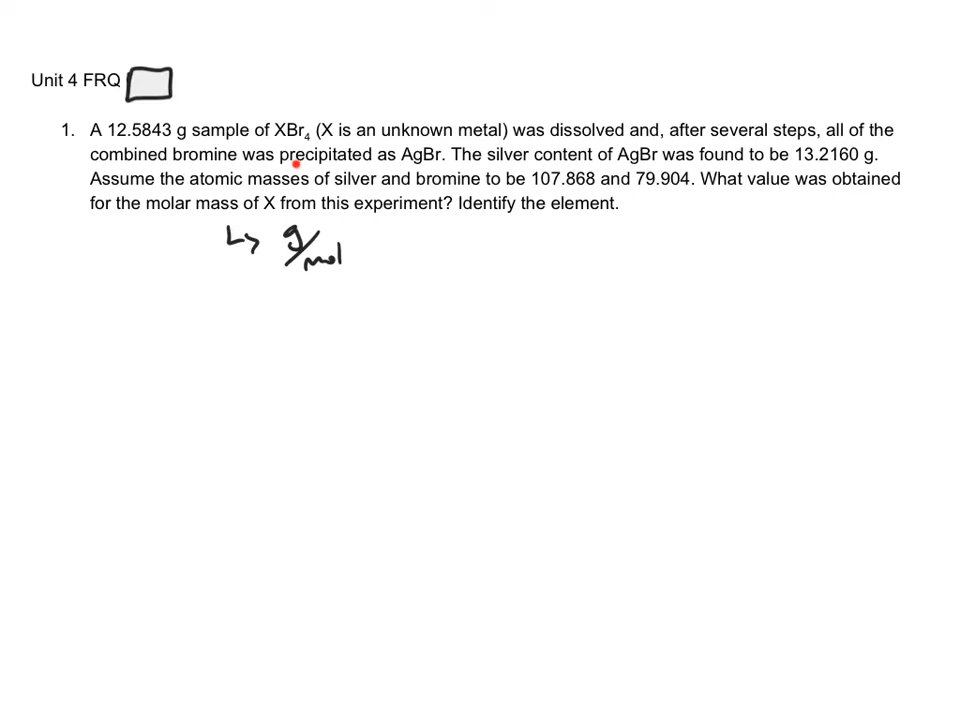 Unit 4 FRQ
1. A 12.5843 g sample of XBr₄ (X is an unknown metal) was dissolved and, after several steps, all of the
combined bromine was precipitated as AgBr. The silver content of AgBr was found to be 13.2160 g.
Assume the atomic masses of silver and bromine to be 107.868 and 79.904. What value was obtained
for the molar mass of X from this experiment? Identify the element.
↳ g/mol